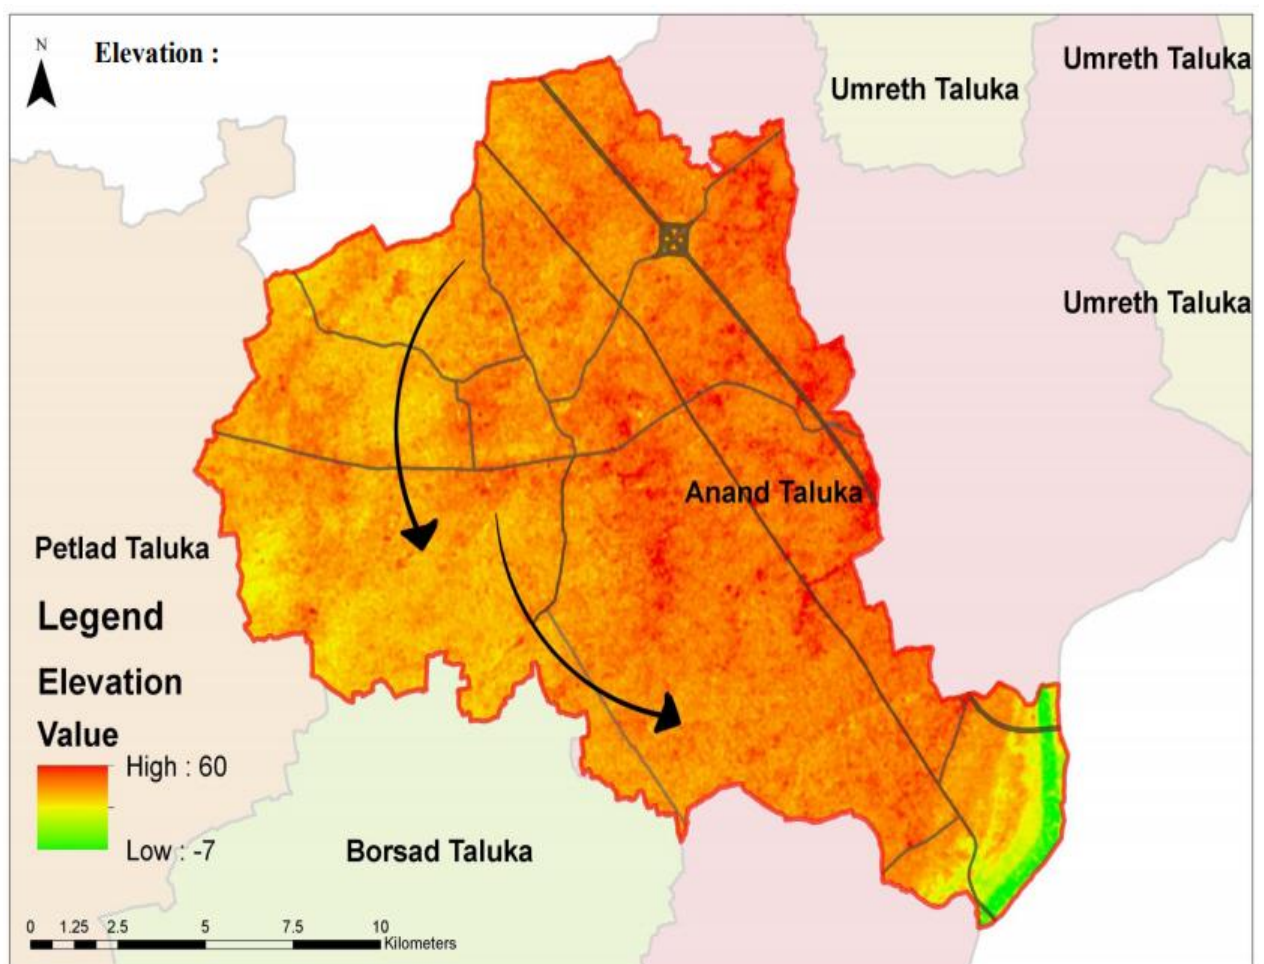 N
Elevation :
Umreth Taluka
Umreth Taluka
Umreth Taluka
Anand Taluka
Petlad Taluka
Legend
Elevation
Value
High : 60
Low : -7
Borsad Taluka
0 1.25 2.5 5 7.5 10
Kilometers